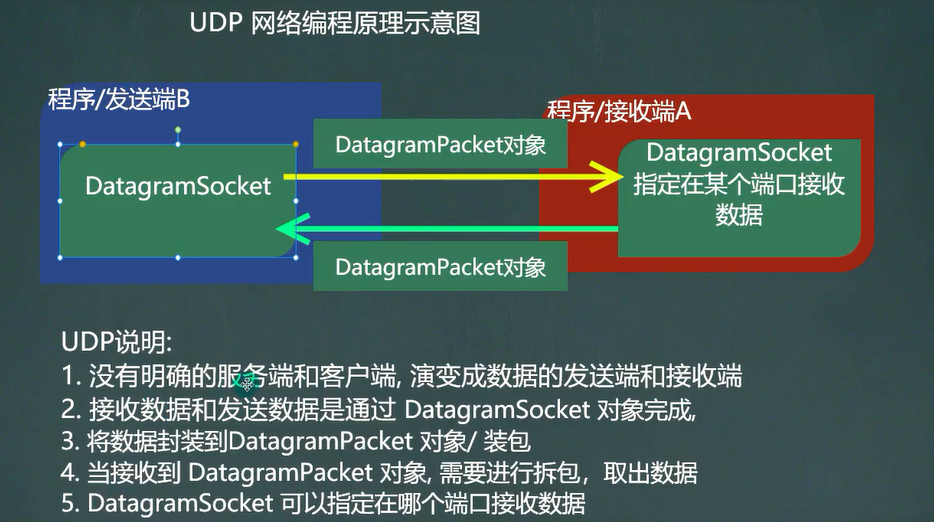 UDP 网络编程原理示意图
程序/发送端B
程序/接收端A
DatagramPacket对象
DatagramSocket
DatagramSocket
指定在某个端口接收
数据
DatagramPacket对象
UDP说明:
1. 没有明确的服务端和客户端, 演变成数据的发送端和接收端
2. 接收数据和发送数据是通过 DatagramSocket 对象完成,
3. 将数据封装到DatagramPacket 对象/ 装包
4. 当接收到 DatagramPacket 对象, 需要进行拆包，取出数据
5. DatagramSocket 可以指定在哪个端口接收数据